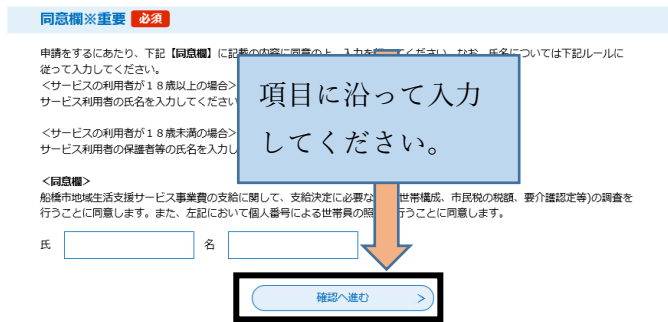 同意欄※重要 必須
申請をするにあたり、下記【同意欄】に記載の内容に同意の上、入力を
てください。なお、氏名については下記ルールに
従って入力してください。
＜サービスの利用者が１８歳以上の場合＞
サービス利用者の氏名を入力してください
＜サービスの利用者が１８歳未満の場合＞
サービス利用者の保護者等の氏名を入力し
項目に沿って入力
してください。
＜同意欄＞
船橋市地域生活支援サービス事業費の支給に関して、支給決定に必要な
世帯構成、市民税の税額、要介護認定等)の調査を
行うことに同意します。また、左記において個人番号による世帯員の照
行うことに同意します。
氏 名
確認へ進む